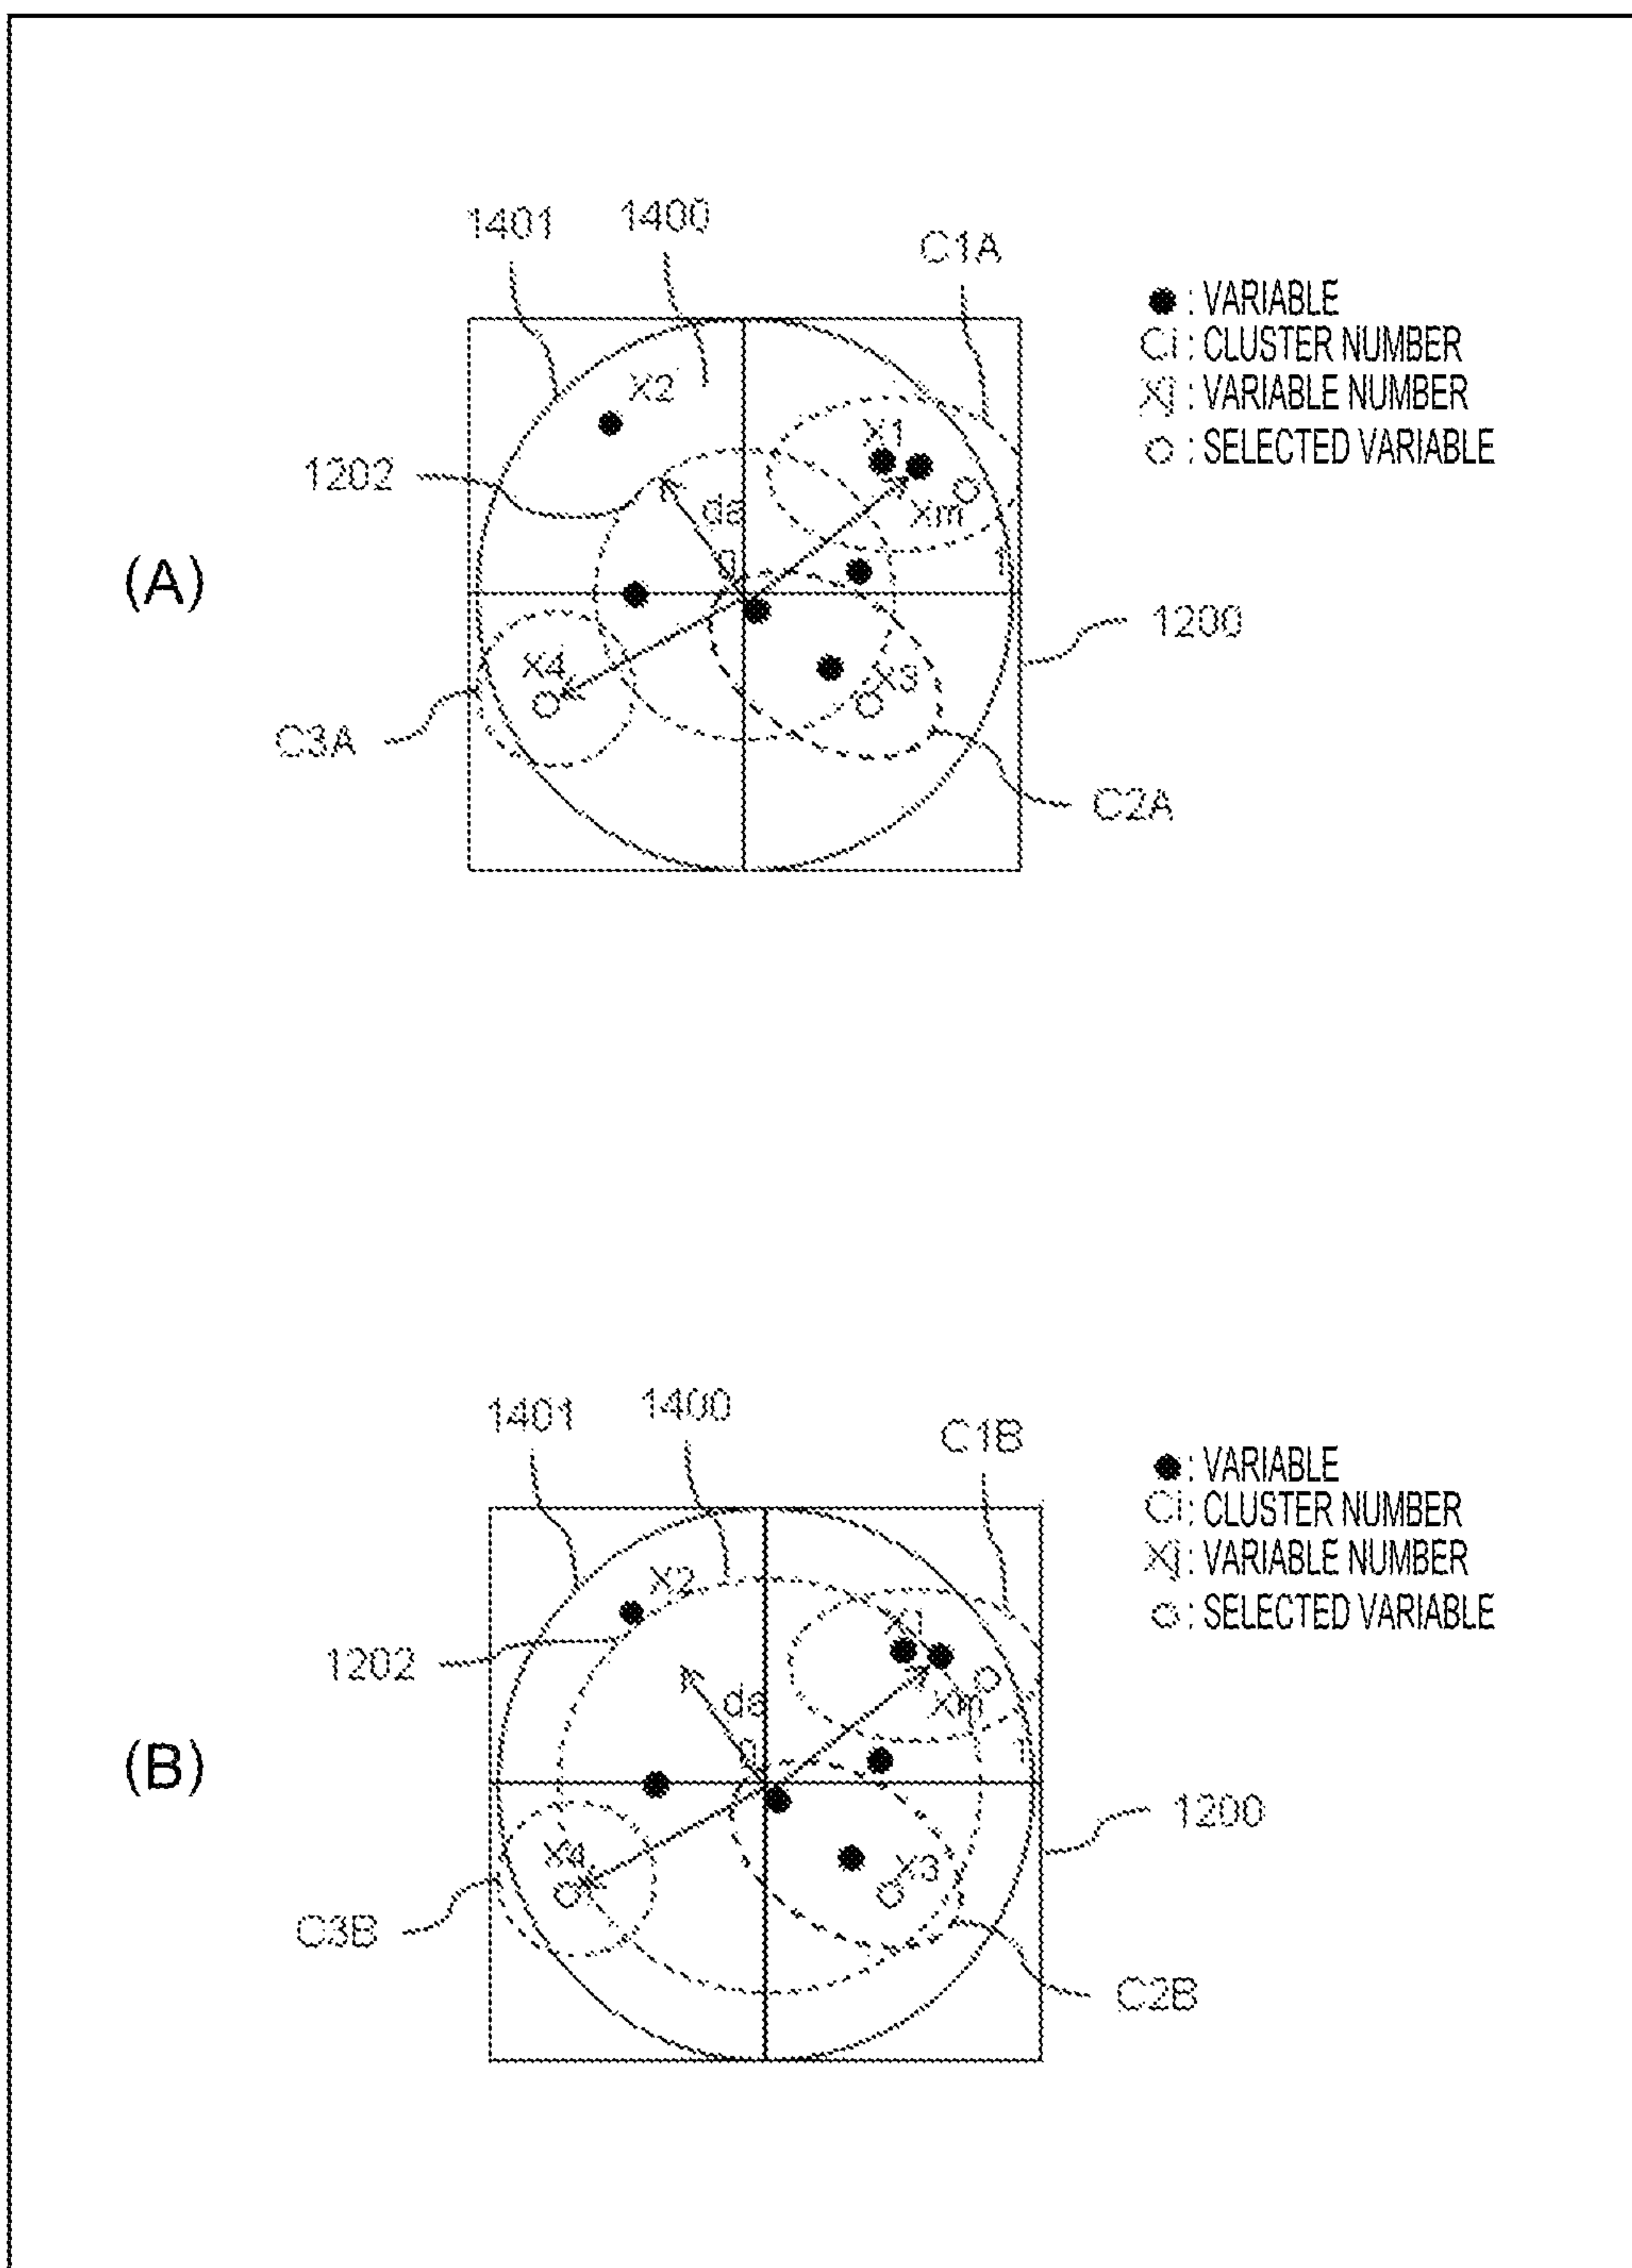 1401
1400
C1A
: VARIABLE
Ci : CLUSTER NUMBER
Xj : VARIABLE NUMBER
: SELECTED VARIABLE
X2
X1
1202
da
Xm
(A)
1
1200
X4
X3
C3A
C2A
1401
1400
C1B
: VARIABLE
Ci : CLUSTER NUMBER
Xj : VARIABLE NUMBER
: SELECTED VARIABLE
X2
X1
1202
da
Xm
(B)
1
1200
X4
X3
C3B
C2B